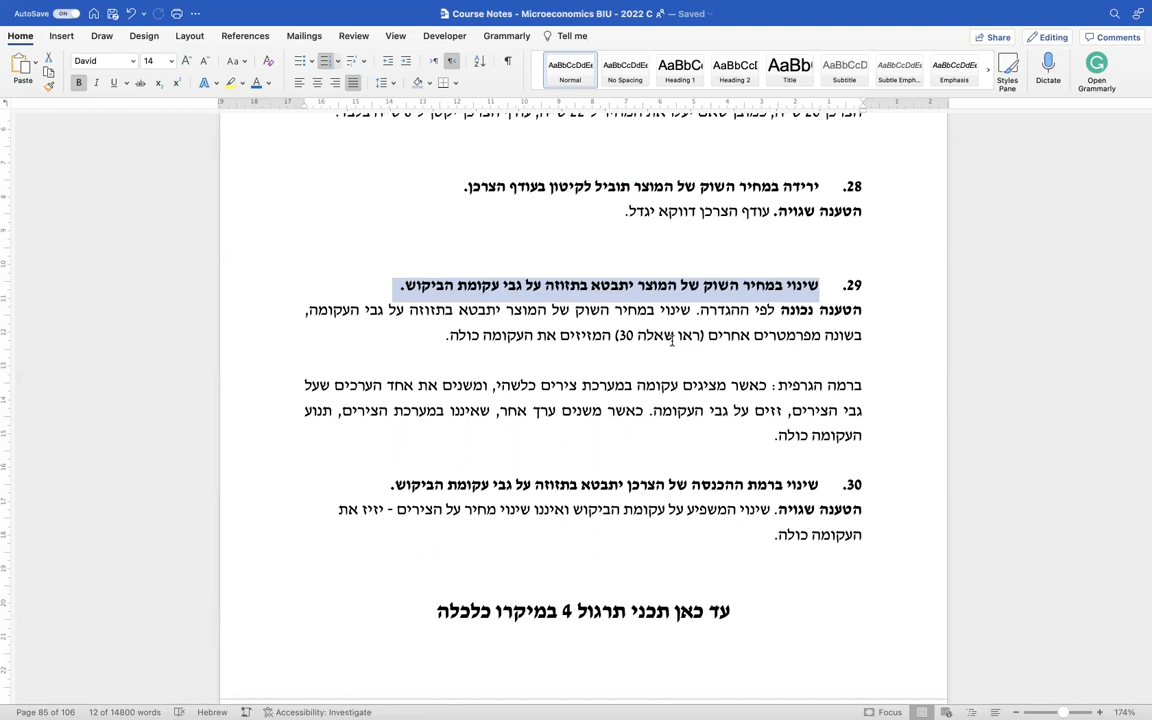 AutoSave ON Course Notes - Microeconomics BIU - 2022 C — Saved
Home Insert Draw Design Layout References Mailings Review View Developer Grammarly Tell me Share Editing Comments
Paste David 14 AaBbCcDdEe Normal AaBbCcDdEe No Spacing AaBbCc Heading 1 AaBbCcDc Heading 2 AaBb Title AaBbCcDdEe Subtitle AaBbCcDdEe Subtle Emph... AaBbCcDdEe Emphasis Styles Pane Dictate Open Grammarly
28. ירידה במחיר השוק של המוצר תוביל לקיטון בעודף הצרכן.
הטענה שגויה. עודף הצרכן דווקא יגדל.
29. שינוי במחיר השוק של המוצר יתבטא בתזוזה על גבי עקומת הביקוש.
הטענה נכונה לפי ההגדרה. שינוי במחיר השוק של המוצר יתבטא בתזוזה על גבי העקומה,
בשונה מפרמטרים אחרים (ראו שאלה 30) המזיזים את העקומה כולה.
ברמה הגרפית: כאשר מציגים עקומה במערכת צירים כלשהי, ומשנים את אחד הערכים שעל
גבי הצירים, זזים על גבי העקומה. כאשר משנים ערך אחר, שאיננו במערכת הצירים, תנוע
העקומה כולה.
30. שינוי ברמת ההכנסה של הצרכן יתבטא בתזוזה על גבי עקומת הביקוש.
הטענה שגויה. שינוי המשפיע על עקומת הביקוש ואיננו שינוי מחיר על הצירים - יזיז את
העקומה כולה.
עד כאן תכני תרגול 4 במיקרו כלכלה
Page 85 of 106 12 of 14800 words Hebrew Accessibility: Investigate Focus 174%